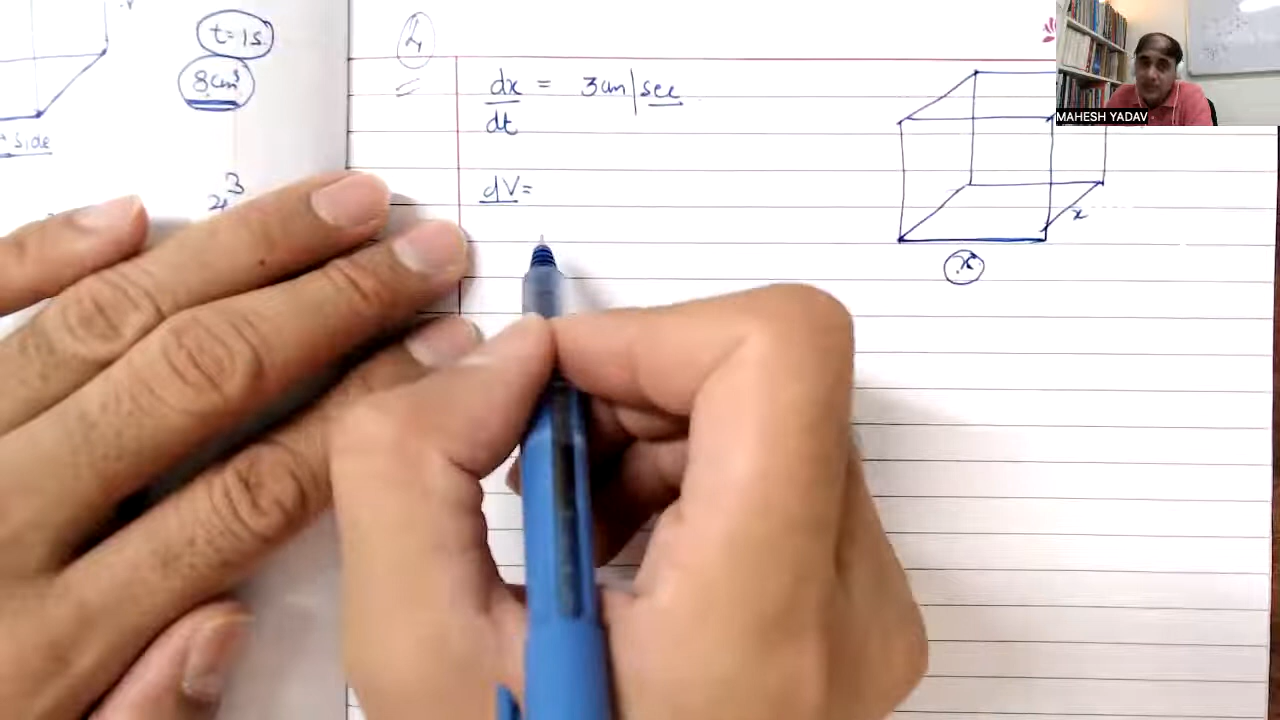 t=1s
8cm³
side
x³
2
dx/dt = 3cm/sec
dV=
x
x
MAHESH YADAV